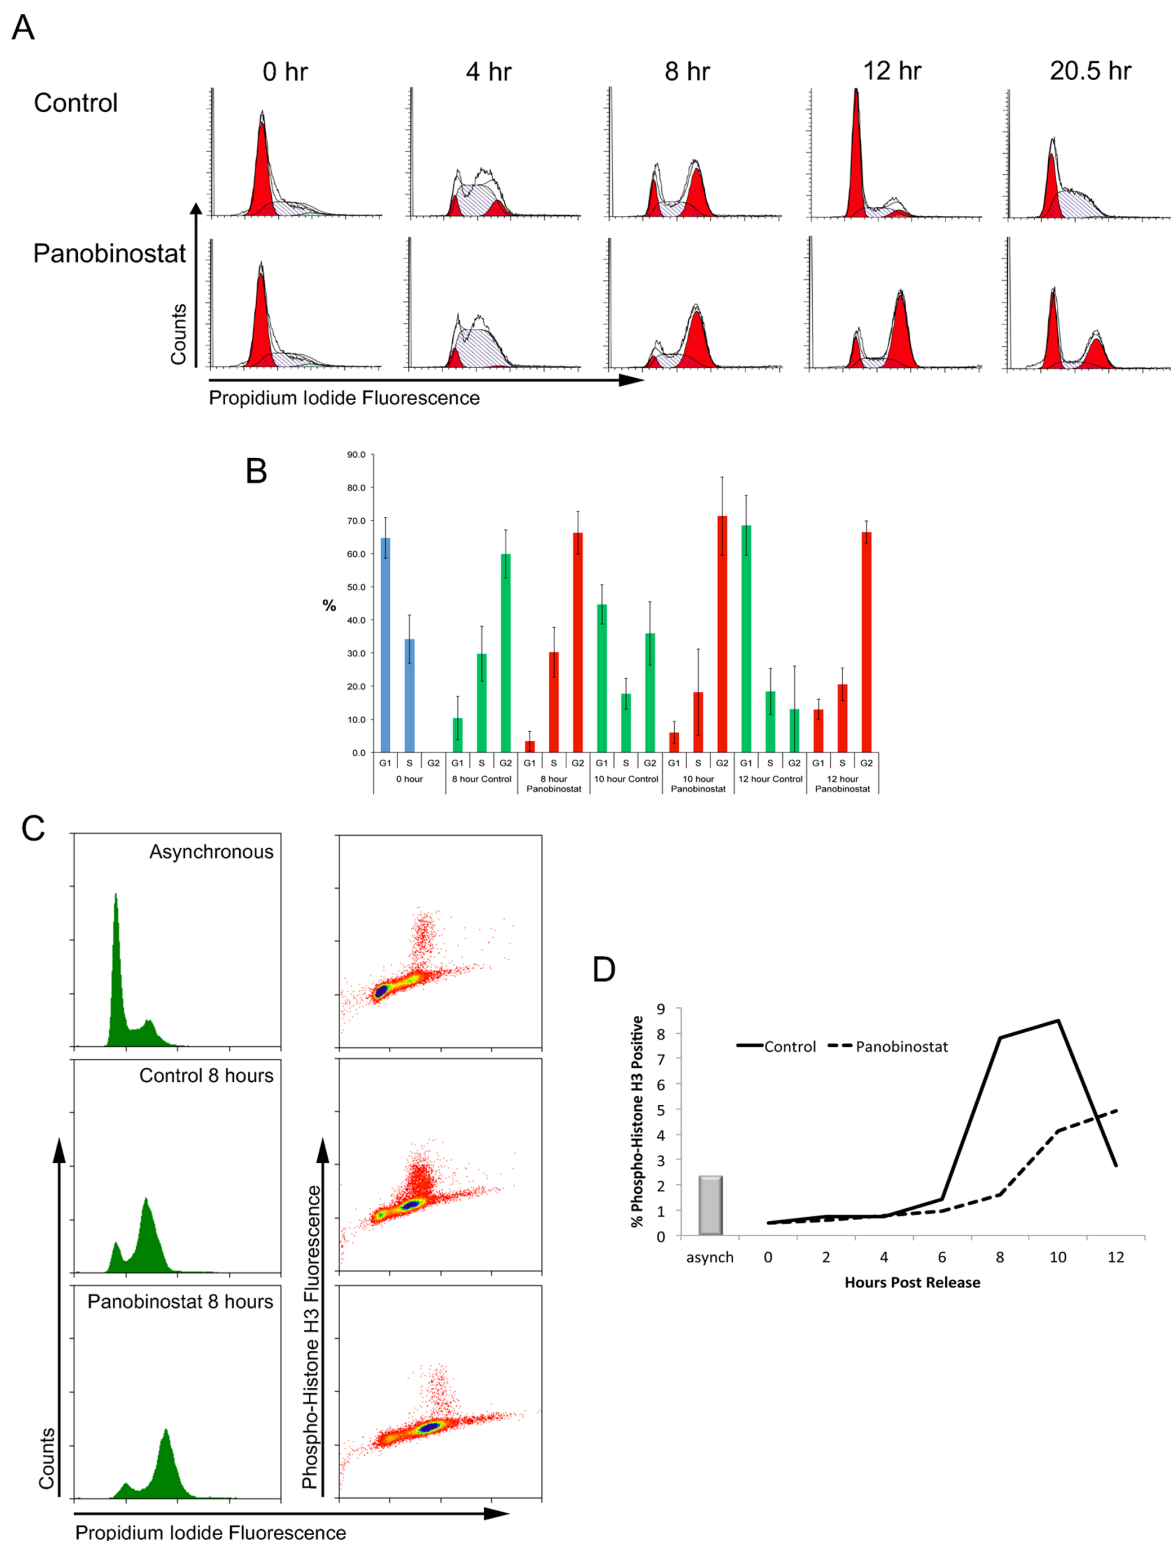 A
0 hr 4 hr 8 hr 12 hr 20.5 hr
Control
Panobinostat
Counts
Propidium Iodide Fluorescence
B
90.0
80.0
70.0
60.0
50.0
40.0
30.0
20.0
10.0
0.0
%
G1 S G2 G1 S G2 G1 S G2 G1 S G2 G1 S G2 G1 S G2 G1 S G2
0 hour 8 hour Control 8 hour Panobinostat 10 hour Control 10 hour Panobinostat 12 hour Control 12 hour Panobinostat
C
Asynchronous
Control 8 hours
Panobinostat 8 hours
Counts
Phospho-Histone H3 Fluorescence
Propidium Iodide Fluorescence
D
9
8
7
6
5
4
3
2
1
0
% Phospho-Histone H3 Positive
Control Panobinostat
asynch 0 2 4 6 8 10 12
Hours Post Release